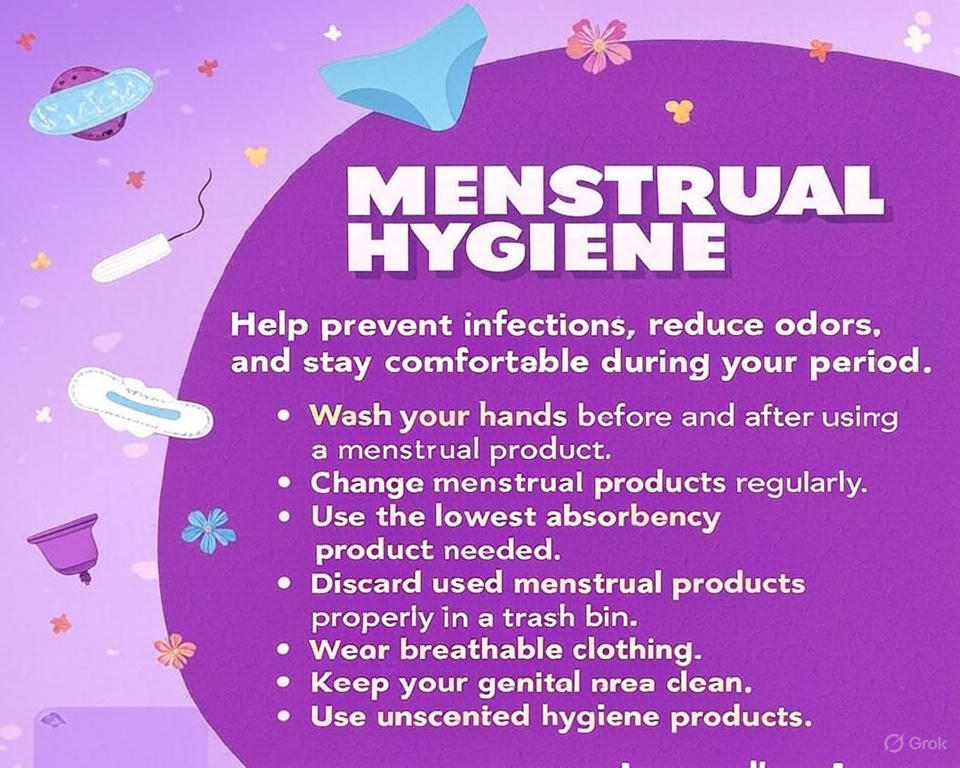 MENSTRUAL
HYGIENE
Help prevent infections, reduce odors,
and stay comfortable during your period.
• Wash your hands before and after using
a menstrual product.
• Change menstrual products regularly.
• Use the lowest absorbency
product needed.
• Discard used menstrual products
properly in a trash bin.
• Wear breathable clothing.
• Keep your genital nrea clean.
• Use unscented hygiene products.
Grok